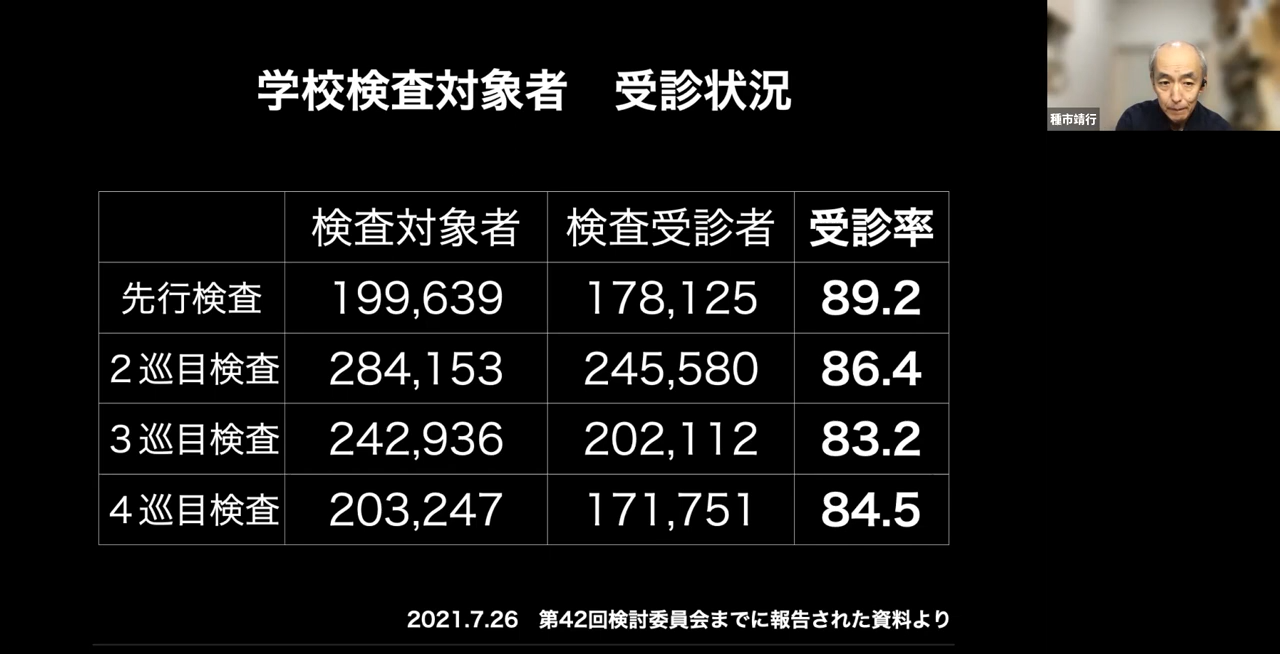 学校検査対象者　受診状況
種市靖行
検査対象者 検査受診者 受診率
先行検査 199,639 178,125 89.2
２巡目検査 284,153 245,580 86.4
３巡目検査 242,936 202,112 83.2
４巡目検査 203,247 171,751 84.5
2021.7.26　第42回検討委員会までに報告された資料より